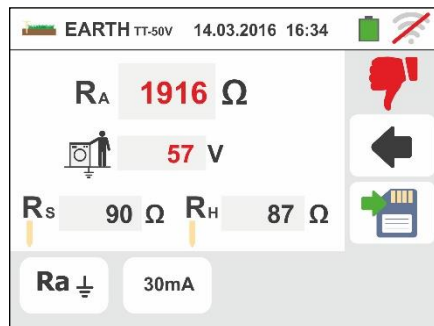 EARTH TT-50V 14.03.2016 16:34
RA 1916 Ω
57 V
RS 90 Ω RH 87 Ω
Ra 30mA